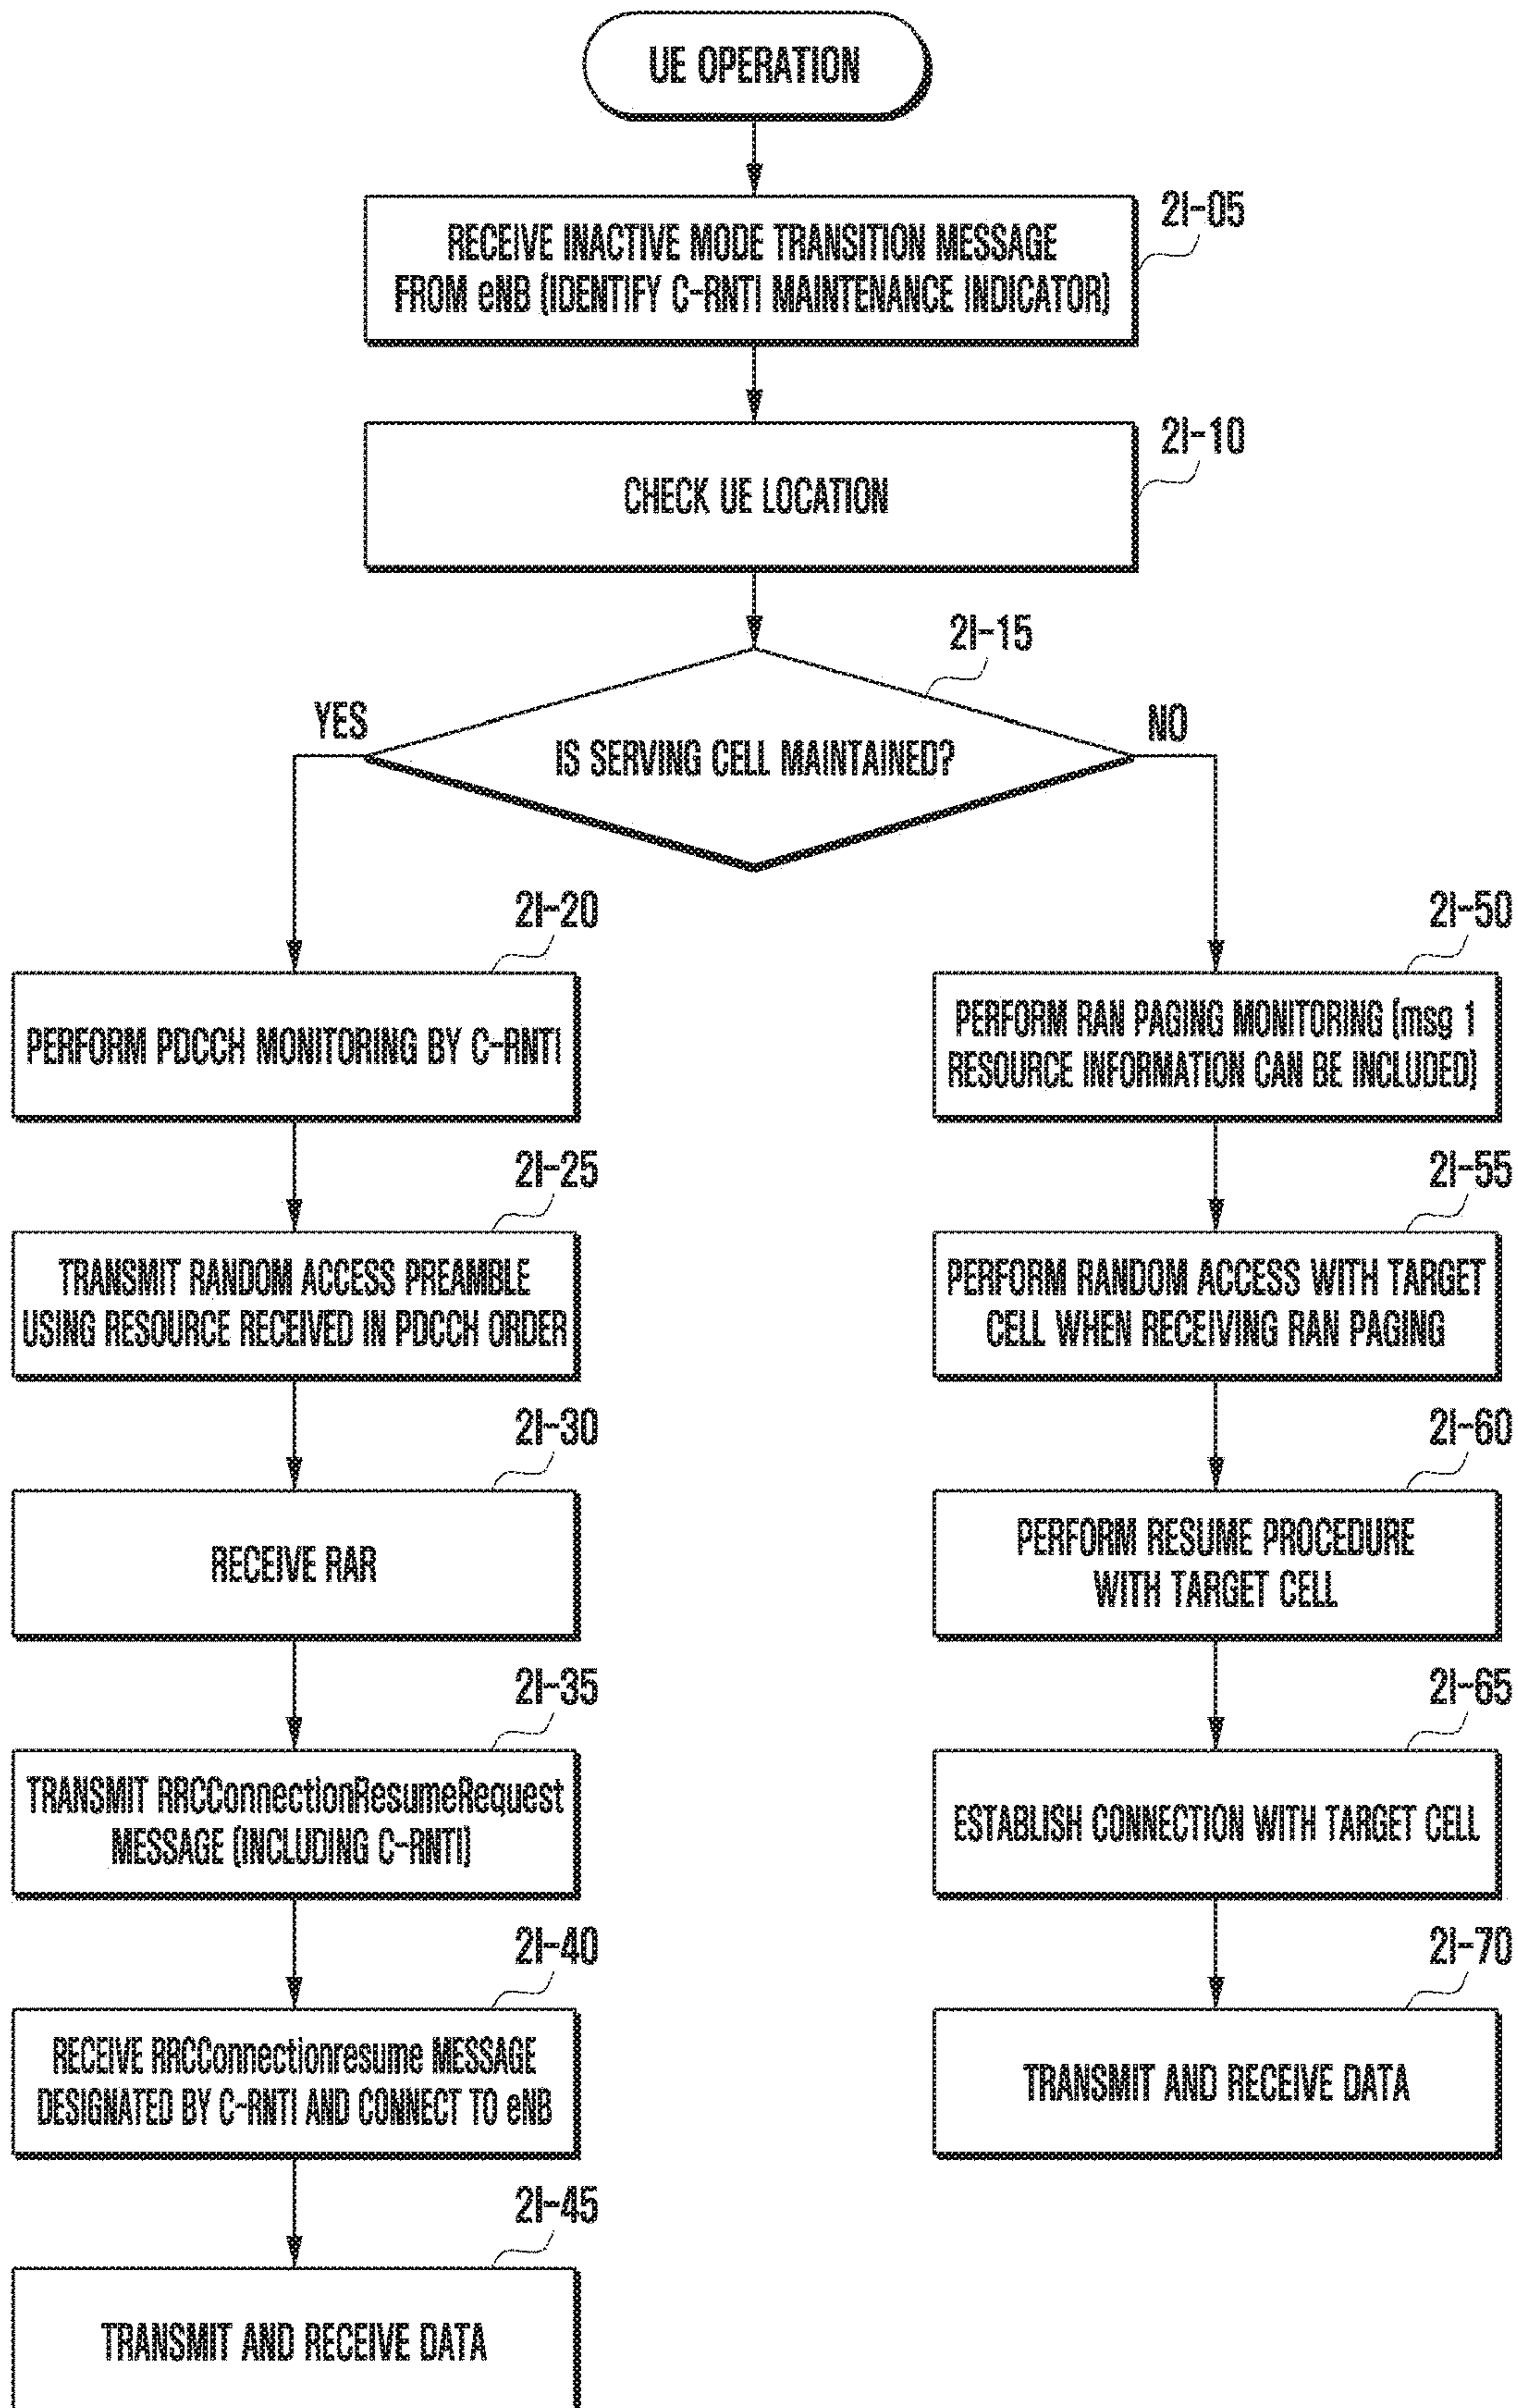 UE OPERATION
2I-05
RECEIVE INACTIVE MODE TRANSITION MESSAGE
FROM eNB (IDENTIFY C-RNTI MAINTENANCE INDICATOR)
2I-10
CHECK UE LOCATION
2I-15
YES
NO
IS SERVING CELL MAINTAINED?
2I-20
PERFORM PDCCH MONITORING BY C-RNTI
2I-25
TRANSMIT RANDOM ACCESS PREAMBLE
USING RESOURCE RECEIVED IN PDCCH ORDER
2I-30
RECEIVE RAR
2I-35
TRANSMIT RRCConnectionResumeRequest
MESSAGE (INCLUDING C-RNTI)
2I-40
RECEIVE RRCConnectionresume MESSAGE
DESIGNATED BY C-RNTI AND CONNECT TO eNB
2I-45
TRANSMIT AND RECEIVE DATA
2I-50
PERFORM RAN PAGING MONITORING (msg 1
RESOURCE INFORMATION CAN BE INCLUDED)
2I-55
PERFORM RANDOM ACCESS WITH TARGET
CELL WHEN RECEIVING RAN PAGING
2I-60
PERFORM RESUME PROCEDURE
WITH TARGET CELL
2I-65
ESTABLISH CONNECTION WITH TARGET CELL
2I-70
TRANSMIT AND RECEIVE DATA